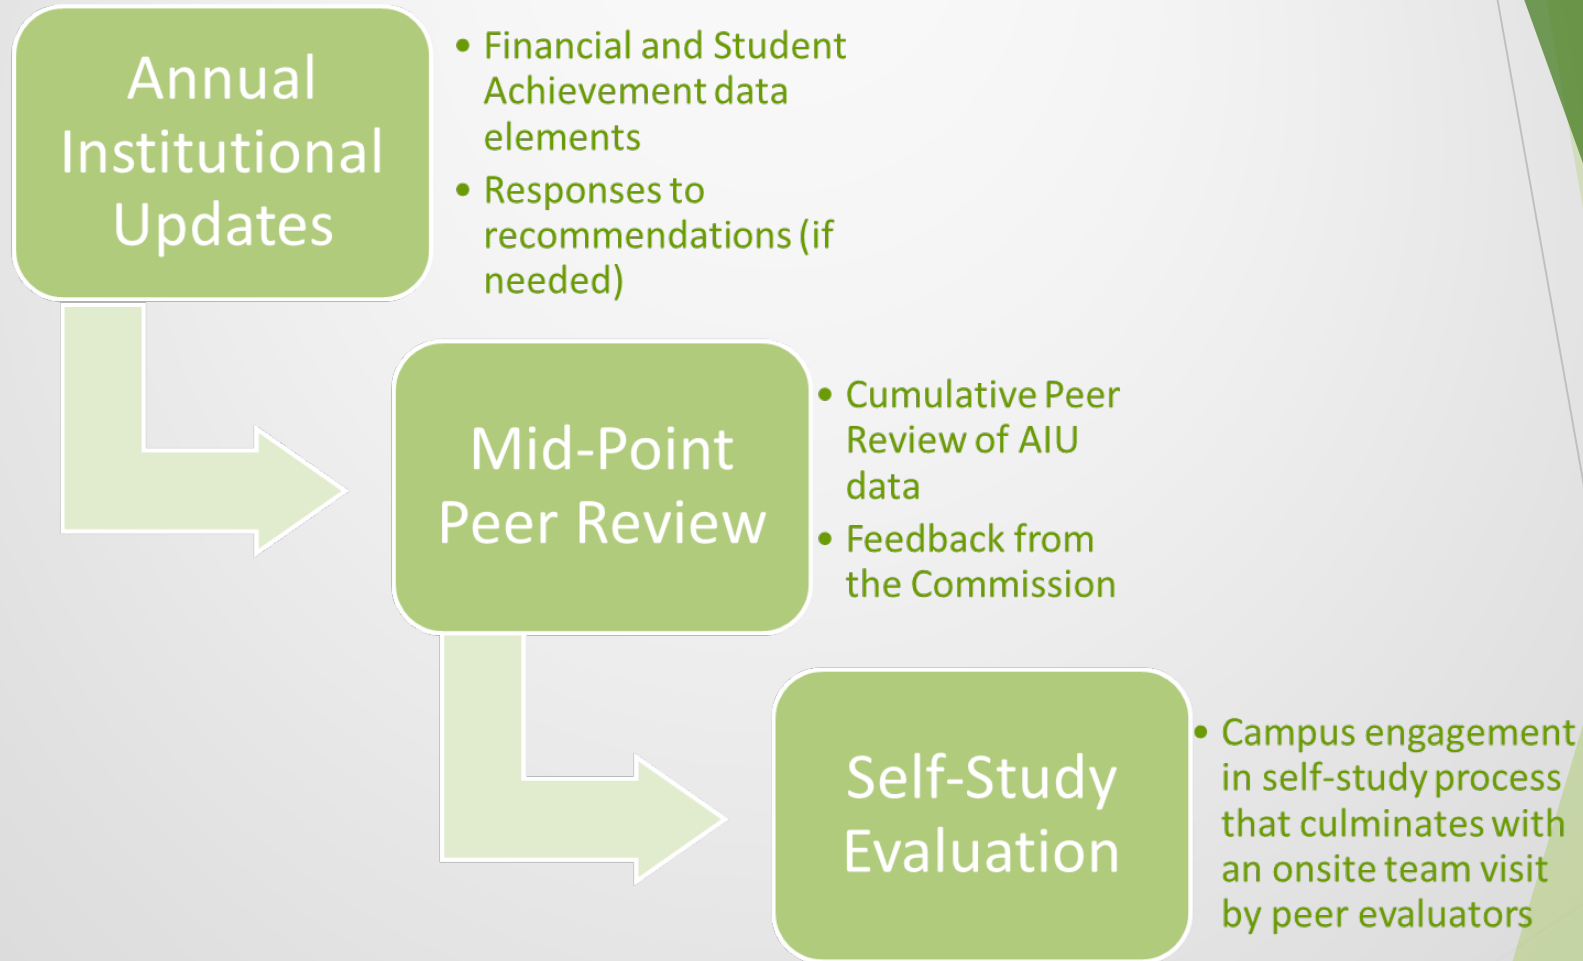 Annual
Institutional
Updates
• Financial and Student
Achievement data
elements
• Responses to
recommendations (if
needed)
Mid-Point
Peer Review
• Cumulative Peer
Review of AIU
data
• Feedback from
the Commission
Self-Study
Evaluation
• Campus engagement
in self-study process
that culminates with
an onsite team visit
by peer evaluators